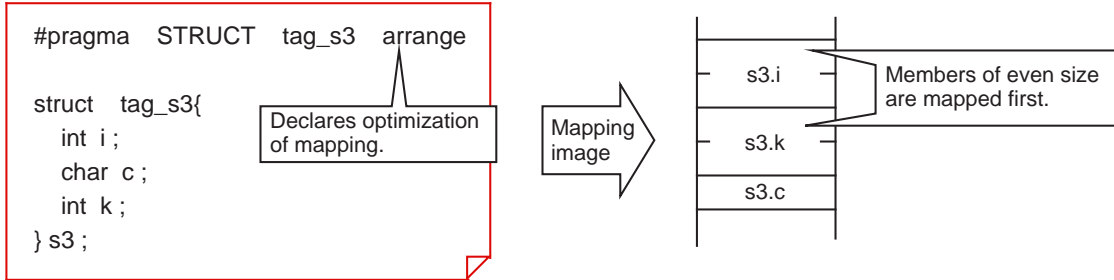 #pragma STRUCT tag_s3 arrange
struct tag_s3{
int i ;
char c ;
int k ;
} s3 ;
Declares optimization
of mapping.
Mapping
image
s3.i
s3.k
s3.c
Members of even size
are mapped first.